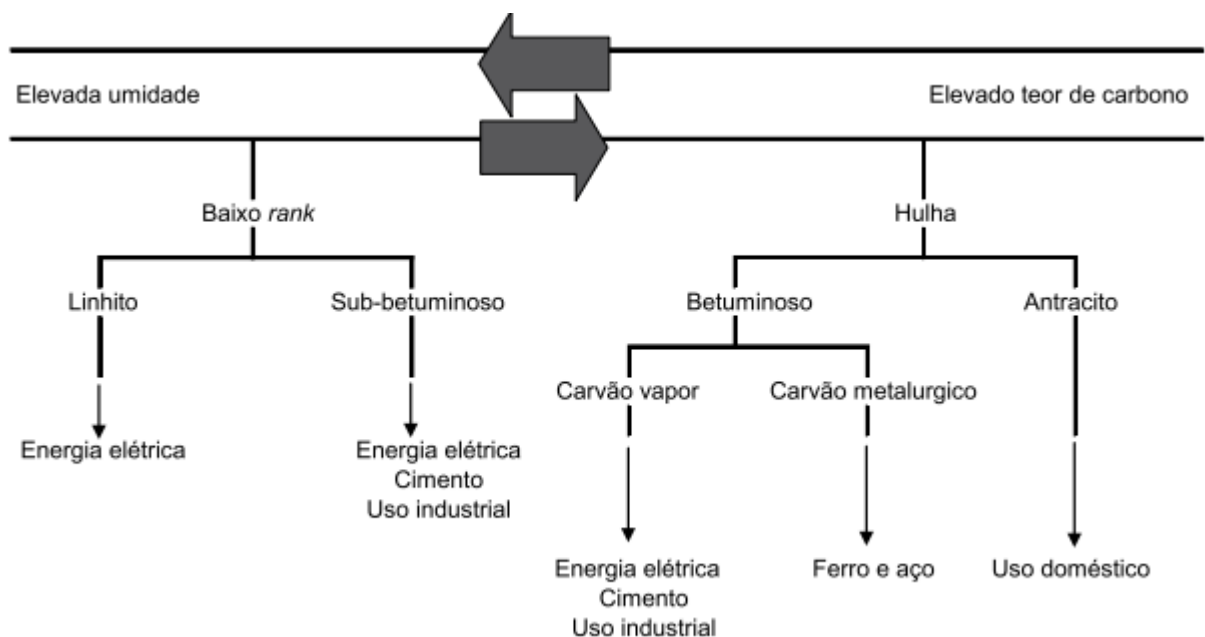 Elevada umidade
Elevado teor de carbono
Baixo rank
Hulha
Linhito
Sub-betuminoso
Betuminoso
Antracito
Carvão vapor
Carvão metalurgico
Energia elétrica
Energia elétrica
Cimento
Uso industrial
Energia elétrica
Cimento
Uso industrial
Ferro e aço
Uso doméstico